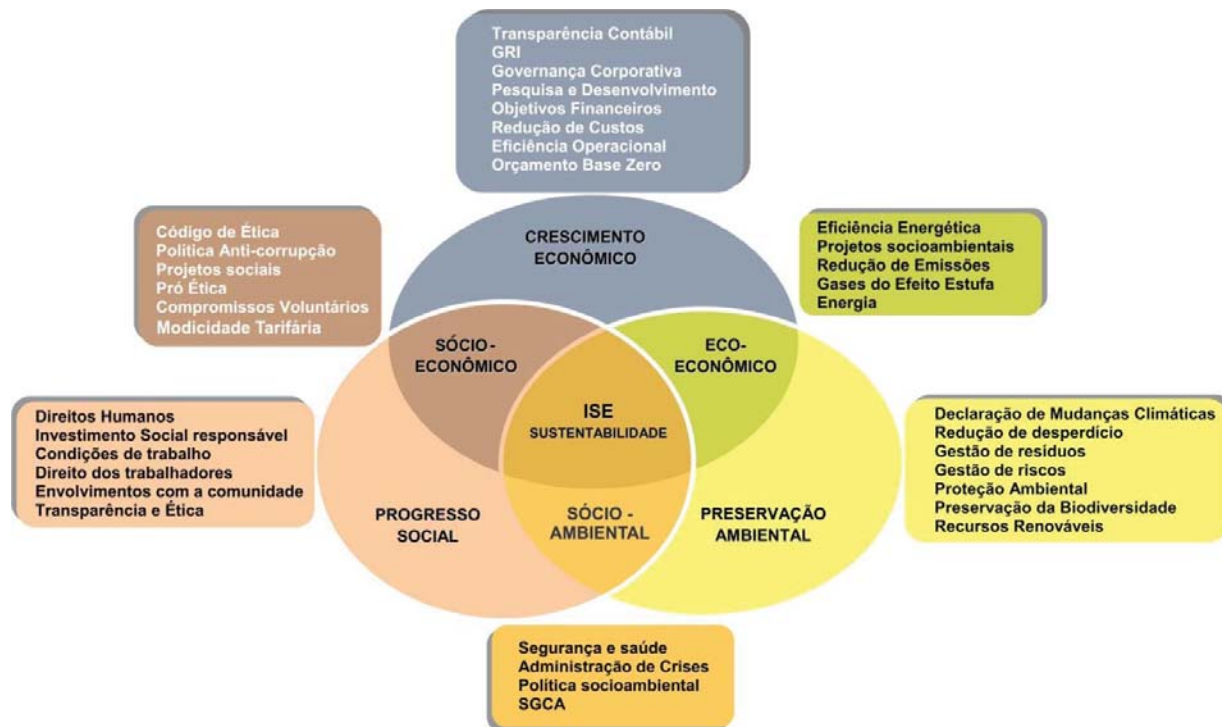 Transparência Contábil
GRI
Governança Corporativa
Pesquisa e Desenvolvimento
Objetivos Financeiros
Redução de Custos
Eficiência Operacional
Orçamento Base Zero
Código de Ética
Política Anti-corrupção
Projetos sociais
Pró Ética
Compromissos Voluntários
Modicidade Tarifária
CRESCIMENTO
ECONÔMICO
Eficiência Energética
Projetos socioambientais
Redução de Emissões
Gases do Efeito Estufa
Energia
SÓCIO -
ECONÔMICO
ECO-
ECONÔMICO
ISE
SUSTENTABILIDADE
Direitos Humanos
Investimento Social responsável
Condições de trabalho
Direito dos trabalhadores
Envolvimentos com a comunidade
Transparência e Ética
Declaração de Mudanças Climáticas
Redução de desperdício
Gestão de resíduos
Gestão de riscos
Proteção Ambiental
Preservação da Biodiversidade
Recursos Renováveis
PROGRESSO
SOCIAL
SÓCIO -
AMBIENTAL
PRESERVAÇÃO
AMBIENTAL
Segurança e saúde
Administração de Crises
Política socioambiental
SGCA